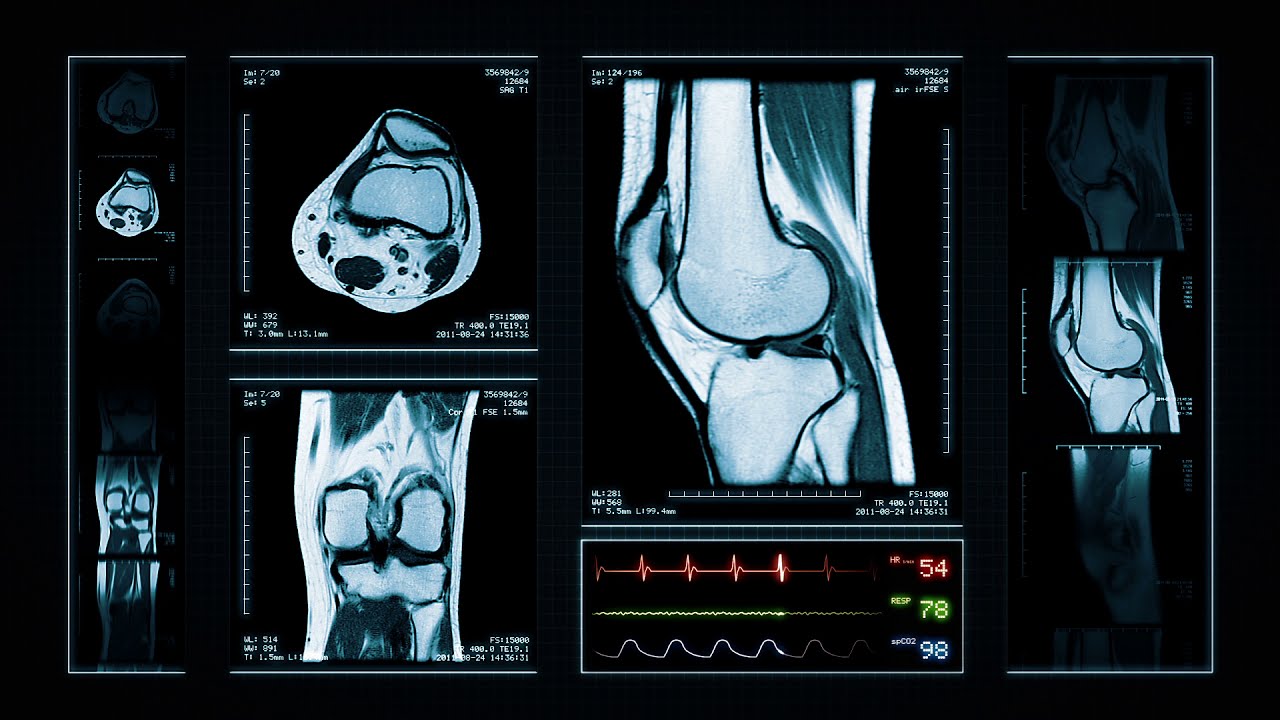 Im: 7/20
Se: 2
3569842/9
12684
SAG T1
WL: 392
WW: 679
T: 3.0mm L:13.1mm
FS:15000
TR 400.0 TE19.1
2011-08-24 14:31:36
Im: 7/20
Se: 5
3569842/9
12684
FSE 1.5mm
WL: 514
WW: 891
T: 1.5mm
FS:15000
TR 400.0 TE19.1
2011-08-24 14:36:31
Im: 124/196
Se: 2
3569842/9
12684
air irFSE S
WL: 281
WW: 568
T: 5.5mm L:99.4mm
FS:15000
TR 400.0 TE19.1
2011-08-24 14:36:31
HR 54
RESP 78
spCO2 98